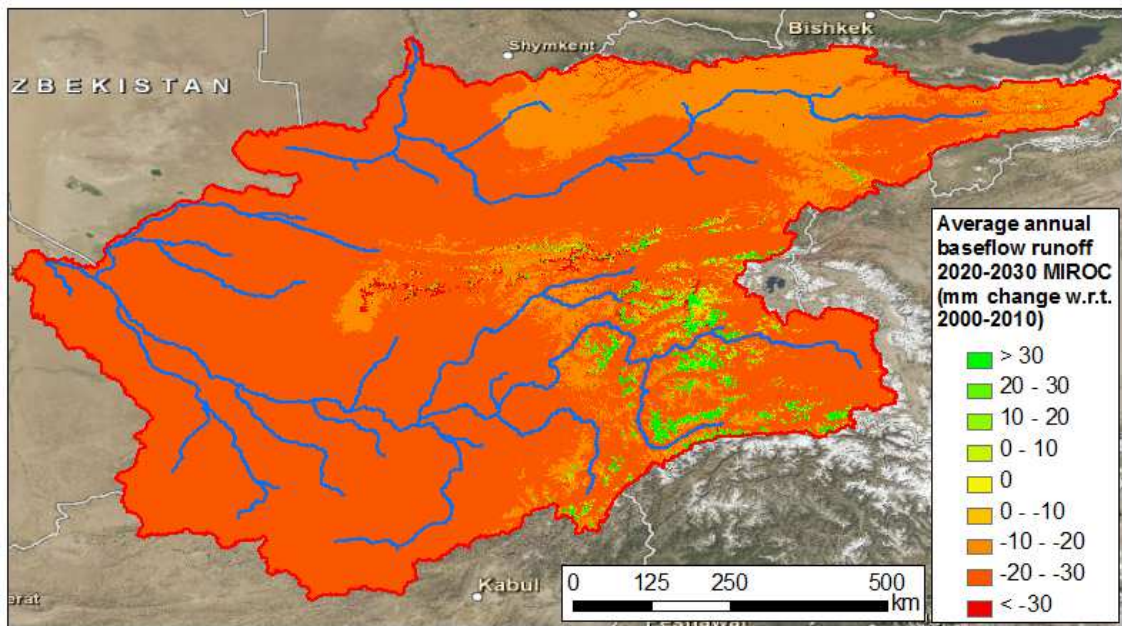 Bishkek
Shymkent
ZBEKISTAN
Average annual
baseflow runoff
2020-2030 MIROC
(mm change w.r.t.
2000-2010)
> 30
20 - 30
10 - 20
0 - 10
0
0 - -10
-10 - -20
-20 - -30
< -30
Kabul
erat
0 125 250 500
km